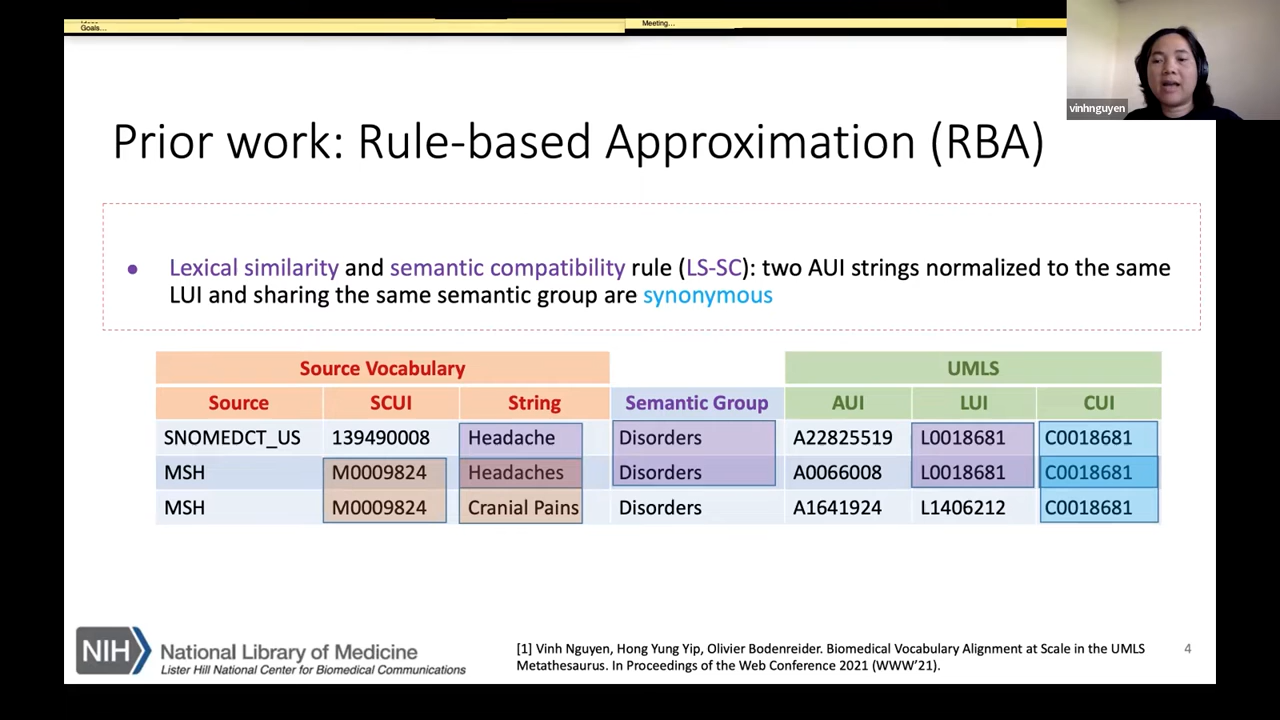 Goals...
Meeting...
vinhnguyen
Prior work: Rule-based Approximation (RBA)
• Lexical similarity and semantic compatibility rule (LS-SC): two AUI strings normalized to the same
LUI and sharing the same semantic group are synonymous
Source Vocabulary UMLS
Source SCUI String Semantic Group AUI LUI CUI
SNOMEDCT_US 139490008 Headache Disorders A22825519 L0018681 C0018681
MSH M0009824 Headaches Disorders A0066008 L0018681 C0018681
MSH M0009824 Cranial Pains Disorders A1641924 L1406212 C0018681
NIH National Library of Medicine
Lister Hill National Center for Biomedical Communications
[1] Vinh Nguyen, Hong Yung Yip, Olivier Bodenreider. Biomedical Vocabulary Alignment at Scale in the UMLS
Metathesaurus. In Proceedings of the Web Conference 2021 (WWW'21).
4